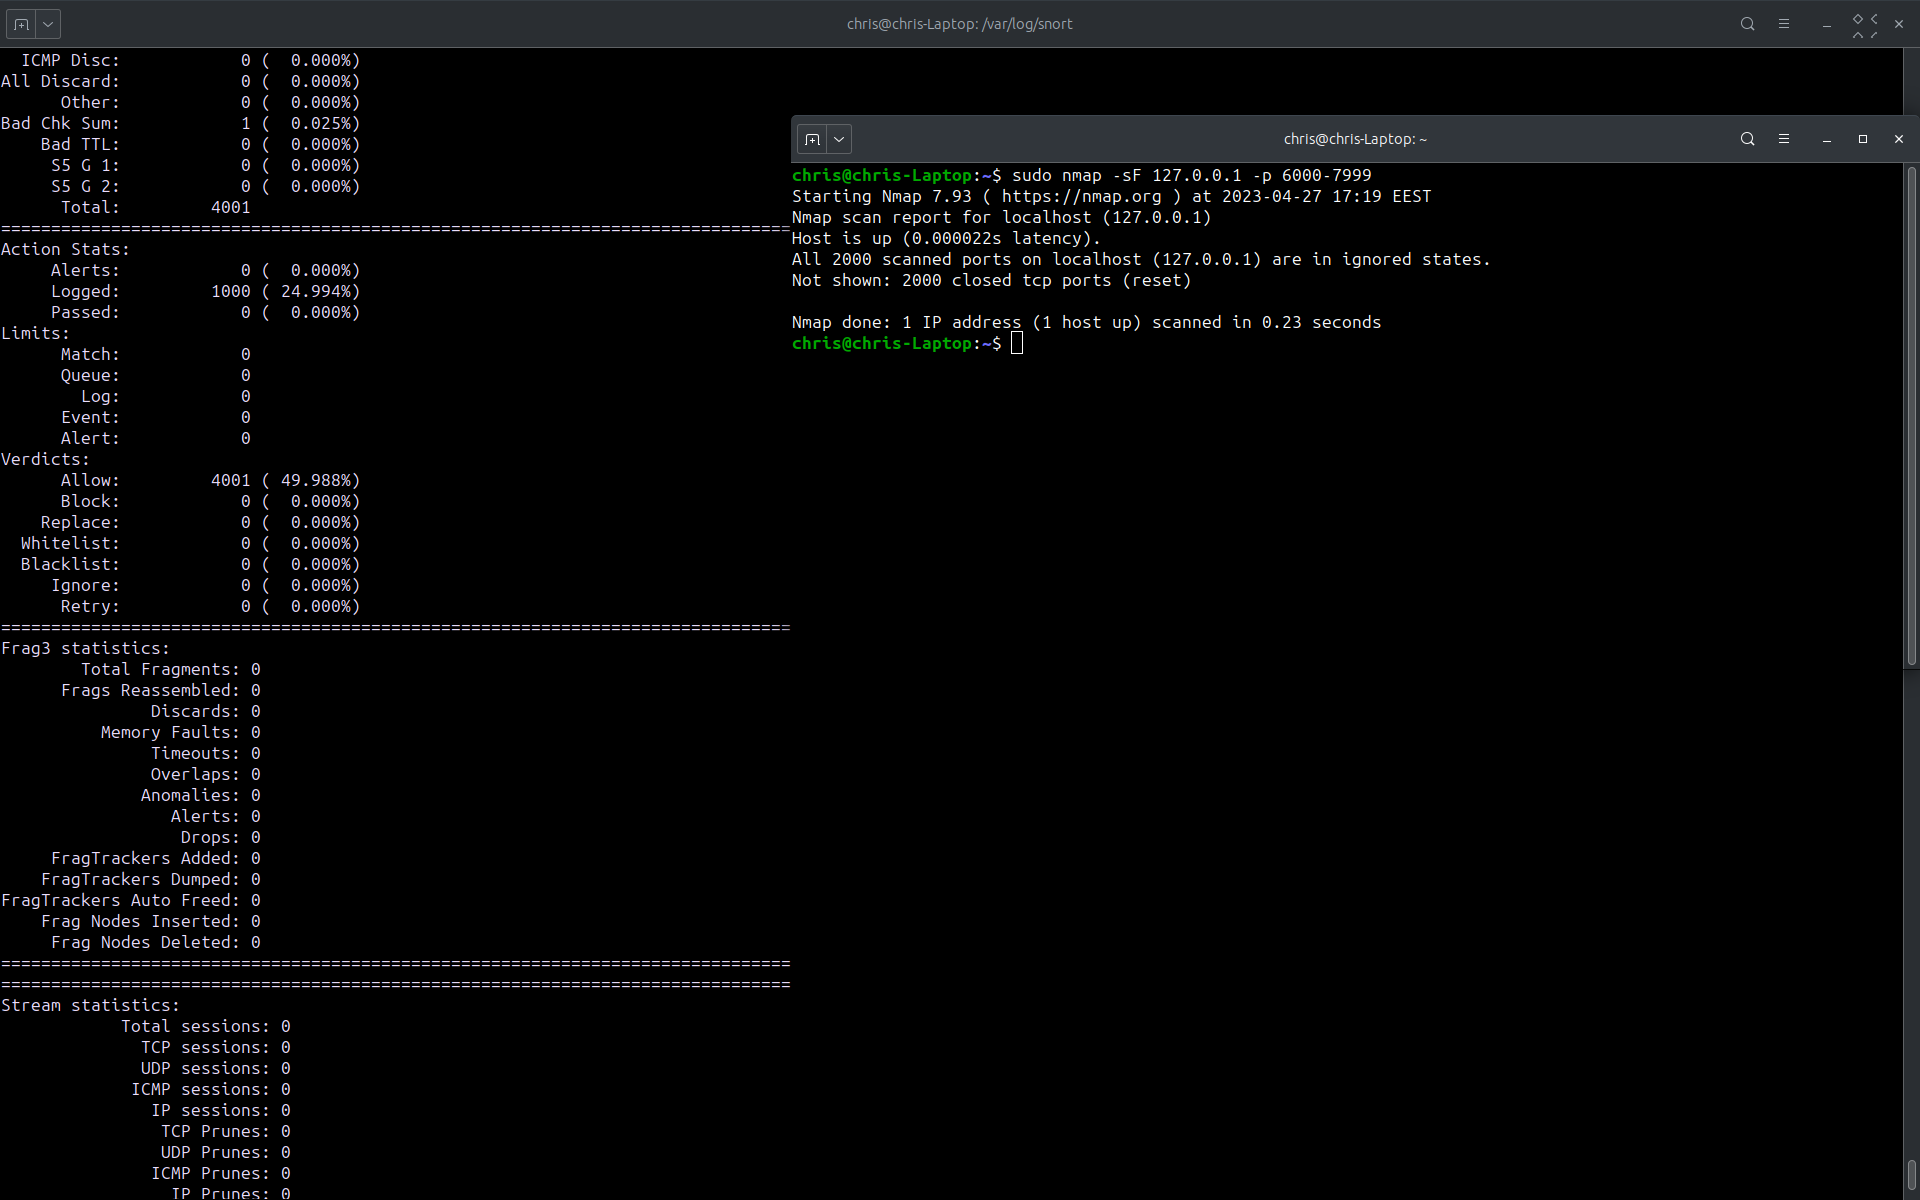 chris@chris-Laptop: /var/log/snort
  ICMP Disc:            0 (  0.000%)
All Discard:            0 (  0.000%)
      Other:            0 (  0.000%)
Bad Chk Sum:            1 (  0.025%)
    Bad TTL:            0 (  0.000%)
     S5 G 1:            0 (  0.000%)
     S5 G 2:            0 (  0.000%)
      Total:         4001
===============================================================================
Action Stats:
     Alerts:            0 (  0.000%)
     Logged:         1000 ( 24.994%)
     Passed:            0 (  0.000%)
Limits:
      Match:            0
      Queue:            0
        Log:            0
      Event:            0
      Alert:            0
Verdicts:
      Allow:         4001 ( 49.988%)
      Block:            0 (  0.000%)
    Replace:            0 (  0.000%)
  Whitelist:            0 (  0.000%)
  Blacklist:            0 (  0.000%)
     Ignore:            0 (  0.000%)
      Retry:            0 (  0.000%)
===============================================================================
Frag3 statistics:
        Total Fragments: 0
      Frags Reassembled: 0
               Discards: 0
          Memory Faults: 0
               Timeouts: 0
               Overlaps: 0
              Anomalies: 0
                 Alerts: 0
                  Drops: 0
     FragTrackers Added: 0
    FragTrackers Dumped: 0
FragTrackers Auto Freed: 0
    Frag Nodes Inserted: 0
     Frag Nodes Deleted: 0
===============================================================================
===============================================================================
Stream statistics:
            Total sessions: 0
              TCP sessions: 0
              UDP sessions: 0
             ICMP sessions: 0
               IP sessions: 0
                TCP Prunes: 0
                UDP Prunes: 0
               ICMP Prunes: 0
                 IP Prunes: 0
chris@chris-Laptop: ~
chris@chris-Laptop:~$ sudo nmap -sF 127.0.0.1 -p 6000-7999
Starting Nmap 7.93 ( https://nmap.org ) at 2023-04-27 17:19 EEST
Nmap scan report for localhost (127.0.0.1)
Host is up (0.000022s latency).
All 2000 scanned ports on localhost (127.0.0.1) are in ignored states.
Not shown: 2000 closed tcp ports (reset)

Nmap done: 1 IP address (1 host up) scanned in 0.23 seconds
chris@chris-Laptop:~$